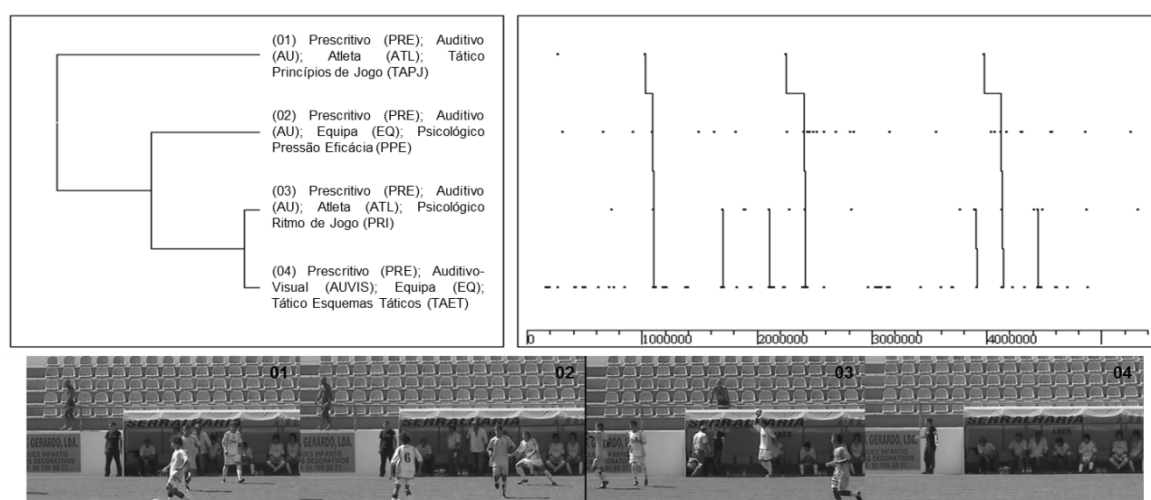 (01) Prescritivo (PRE); Auditivo
(AU); Atleta (ATL); Tático
Princípios de Jogo (TAPJ)
(02) Prescritivo (PRE); Auditivo
(AU); Equipa (EQ); Psicológico
Pressão Eficácia (PPE)
(03) Prescritivo (PRE); Auditivo
(AU); Atleta (ATL); Psicológico
Ritmo de Jogo (PRI)
(04) Prescritivo (PRE); Auditivo-
Visual (AUVIS); Equipa (EQ);
Tático Esquemas Táticos (TAET)
0 1000000 2000000 3000000 4000000
01 02 03 04
SERRALHARIA
GERARDO, LDA.
6